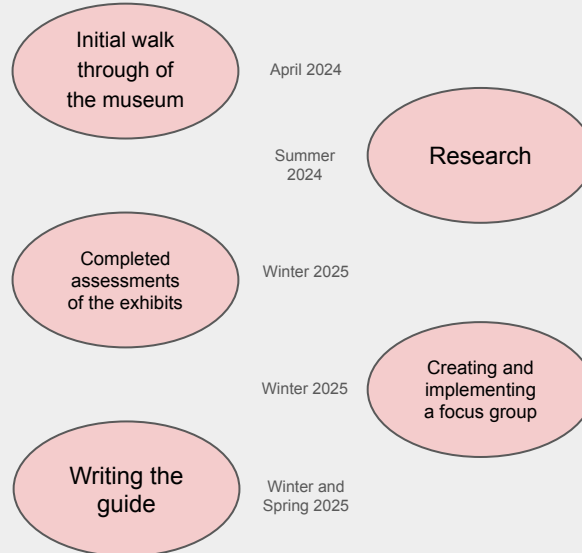 Initial walk
through of
the museum
April 2024
Summer
2024
Research
Completed
assessments
of the exhibits
Winter 2025
Winter 2025
Creating and
implementing
a focus group
Writing the
guide
Winter and
Spring 2025